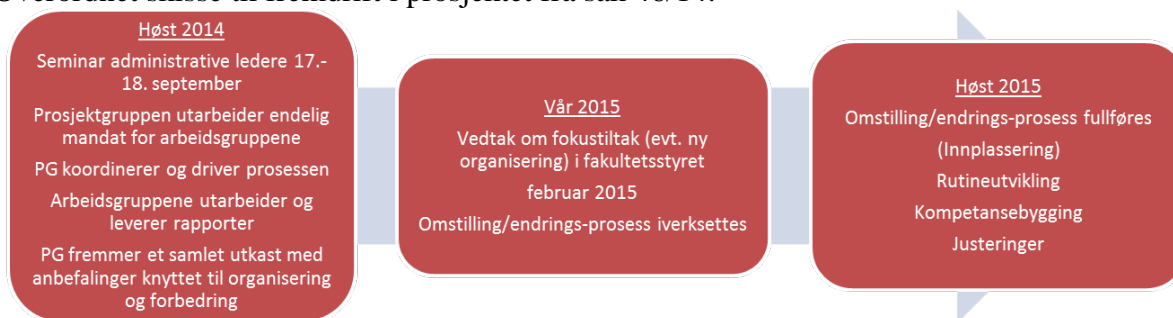 Høst 2014
Seminar administrative ledere 17.-
18. september
Prosjektgruppen utarbeider endelig
mandat for arbeidsgruppene
PG koordinerer og driver prosessen
Arbeidsgruppene utarbeider og
leverer rapporter
PG fremmer et samlet utkast med
anbefalinger knyttet til organisering
og forbedring
Vår 2015
Vedtak om fokustiltak (evt. ny
organisering) i fakultetsstyret
februar 2015
Omstilling/endrings-prosess iverksettes
Høst 2015
Omstilling/endrings-prosess fullføres
(Innplassering)
Rutineutvikling
Kompetansebygging
Justeringer